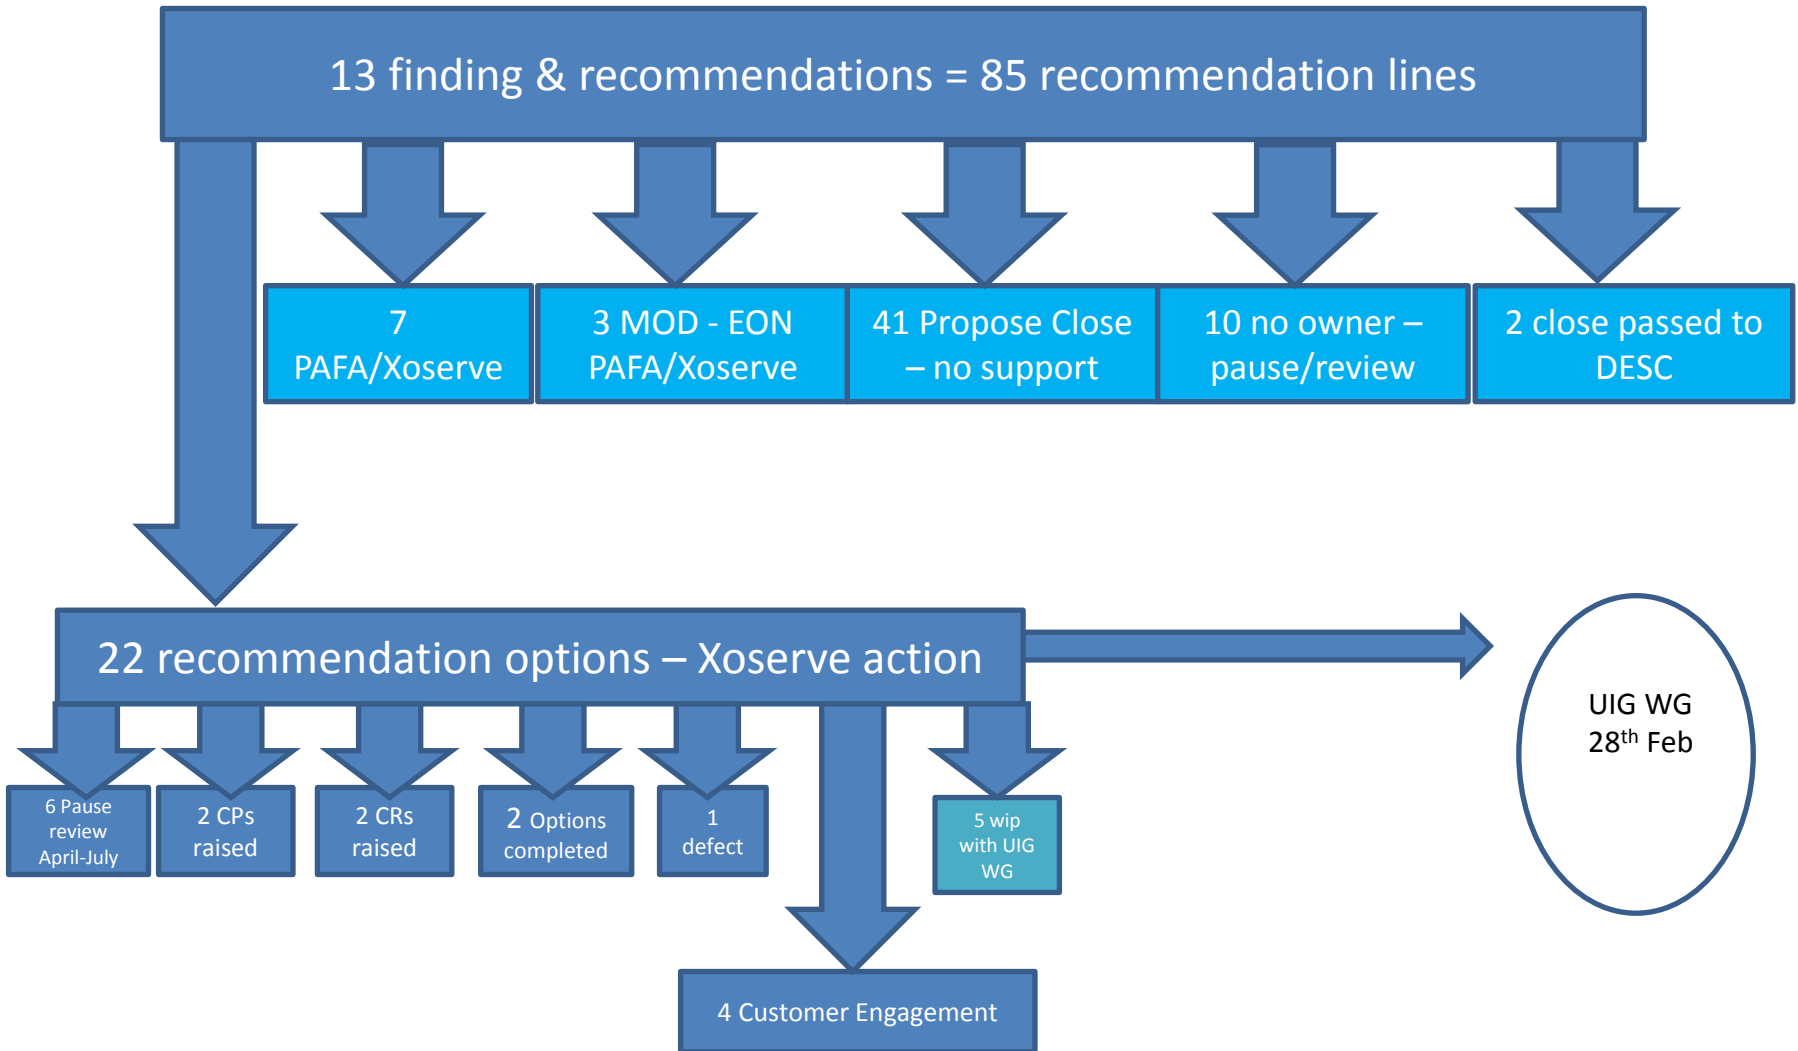 13 finding & recommendations = 85 recommendation lines
7
PAFA/Xoserve
3 MOD - EON
PAFA/Xoserve
41 Propose Close
– no support
10 no owner –
pause/review
2 close passed to
DESC
22 recommendation options – Xoserve action
UIG WG
28th Feb
6 Pause
review
April-July
2 CPs
raised
2 CRs
raised
2 Options
completed
1
defect
5 wip
with UIG
WG
4 Customer Engagement